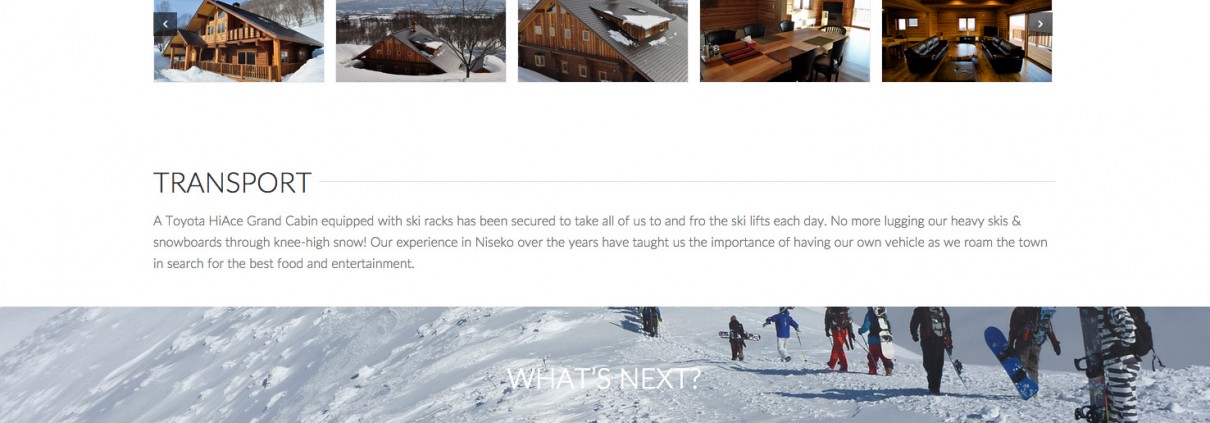 TRANSPORT
A Toyota HiAce Grand Cabin equipped with ski racks has been secured to take all of us to and fro the ski lifts each day. No more lugging our heavy skis &
snowboards through knee-high snow! Our experience in Niseko over the years have taught us the importance of having our own vehicle as we roam the town
in search for the best food and entertainment.
WHAT'S NEXT?